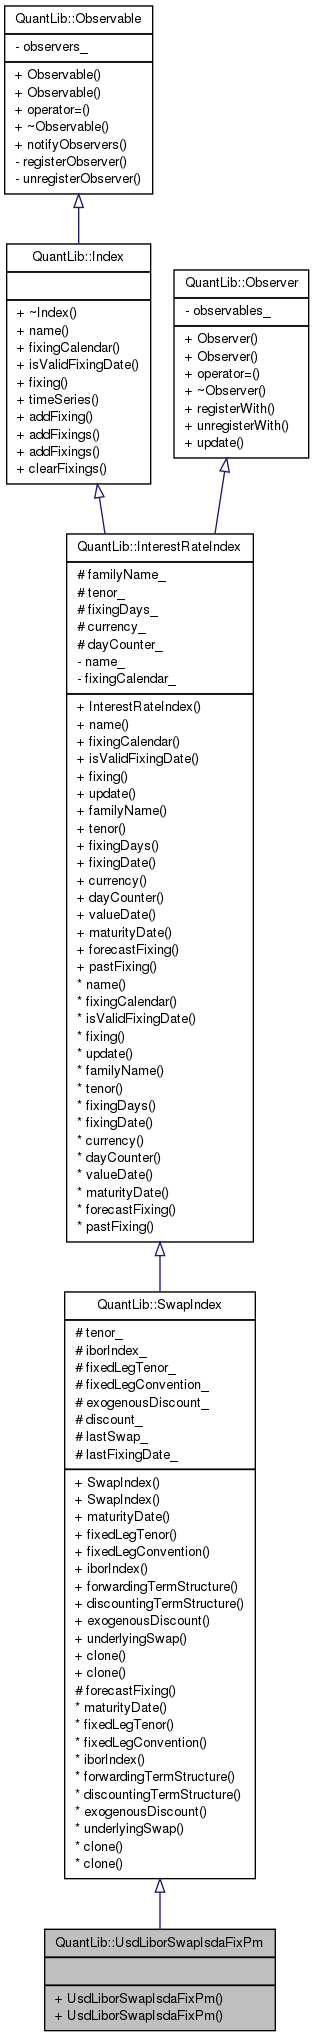 QuantLib::Observable
- observers_
+ Observable()
+ Observable()
+ operator=()
+ ~Observable()
+ notifyObservers()
- registerObserver()
- unregisterObserver()
QuantLib::Index
+ ~Index()
+ name()
+ fixingCalendar()
+ isValidFixingDate()
+ fixing()
+ timeSeries()
+ addFixing()
+ addFixings()
+ addFixings()
+ clearFixings()
QuantLib::Observer
- observables_
+ Observer()
+ Observer()
+ operator=()
+ ~Observer()
+ registerWith()
+ unregisterWith()
+ update()
QuantLib::InterestRateIndex
# familyName_
# tenor_
# fixingDays_
# currency_
# dayCounter_
- name_
- fixingCalendar_
+ InterestRateIndex()
+ name()
+ fixingCalendar()
+ isValidFixingDate()
+ fixing()
+ update()
+ familyName()
+ tenor()
+ fixingDays()
+ fixingDate()
+ currency()
+ dayCounter()
+ valueDate()
+ maturityDate()
+ forecastFixing()
+ pastFixing()
* name()
* fixingCalendar()
* isValidFixingDate()
* fixing()
* update()
* familyName()
* tenor()
* fixingDays()
* fixingDate()
* currency()
* dayCounter()
* valueDate()
* maturityDate()
* forecastFixing()
* pastFixing()
QuantLib::SwapIndex
# tenor_
# iborIndex_
# fixedLegTenor_
# fixedLegConvention_
# exogenousDiscount_
# discount_
# lastSwap_
# lastFixingDate_
+ SwapIndex()
+ SwapIndex()
+ maturityDate()
+ fixedLegTenor()
+ fixedLegConvention()
+ iborIndex()
+ forwardingTermStructure()
+ discountingTermStructure()
+ exogenousDiscount()
+ underlyingSwap()
+ clone()
+ clone()
# forecastFixing()
* maturityDate()
* fixedLegTenor()
* fixedLegConvention()
* iborIndex()
* forwardingTermStructure()
* discountingTermStructure()
* exogenousDiscount()
* underlyingSwap()
* clone()
* clone()
QuantLib::UsdLiborSwapIsdaFixPm
+ UsdLiborSwapIsdaFixPm()
+ UsdLiborSwapIsdaFixPm()